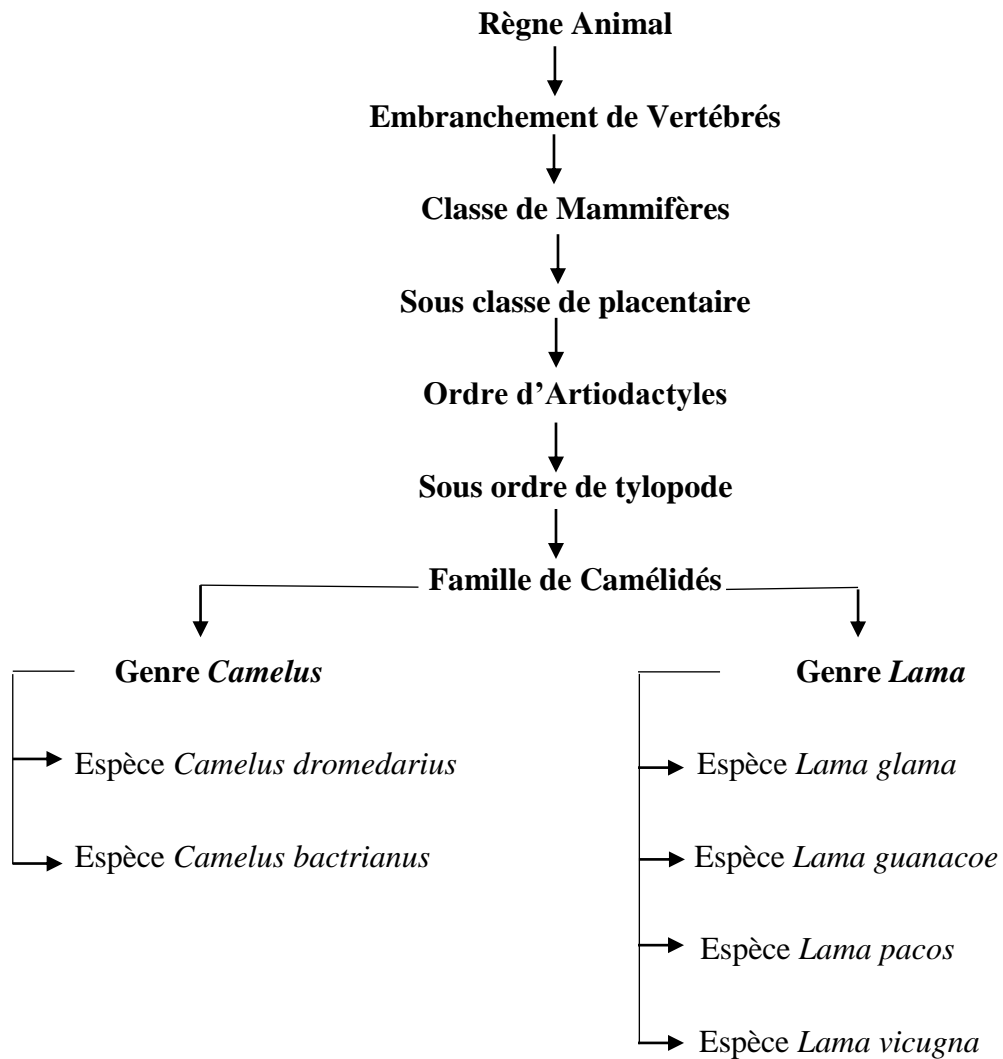 Règne Animal
Embranchement de Vertébrés
Classe de Mammifères
Sous classe de placentaire
Ordre d’Artiodactyles
Sous ordre de tylopode
Famille de Camélidés
Genre Camelus
Espèce Camelus dromedarius
Espèce Camelus bactrianus
Genre Lama
Espèce Lama glama
Espèce Lama guanacoe
Espèce Lama pacos
Espèce Lama vicugna